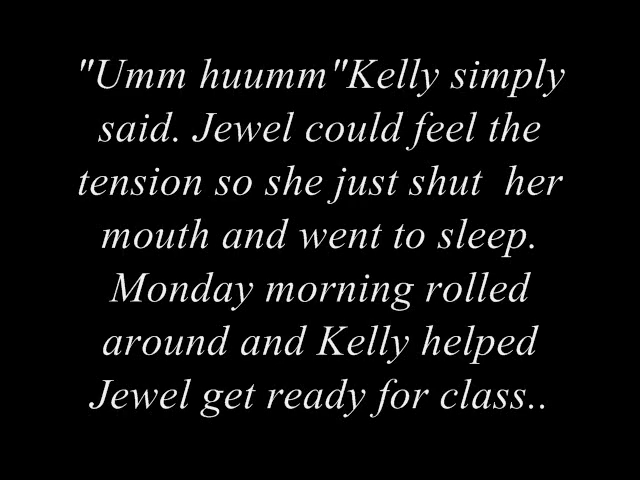 "Umm huumm"Kelly simply
said. Jewel could feel the
tension so she just shut  her
mouth and went to sleep.
Monday morning rolled
around and Kelly helped
Jewel get ready for class..